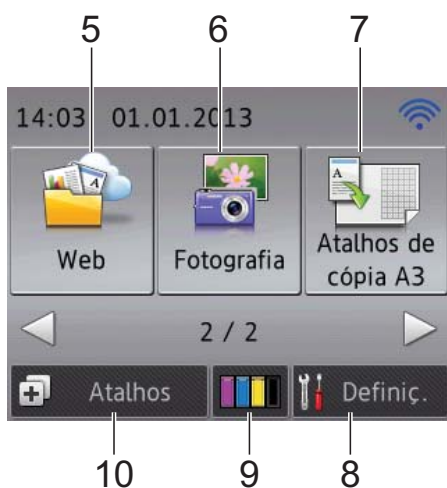 5 6 7
14:03 01.01.2013
Web Fotografia Atalhos de
cópia A3
2 / 2
Atalhos Definiç.
10 9 8